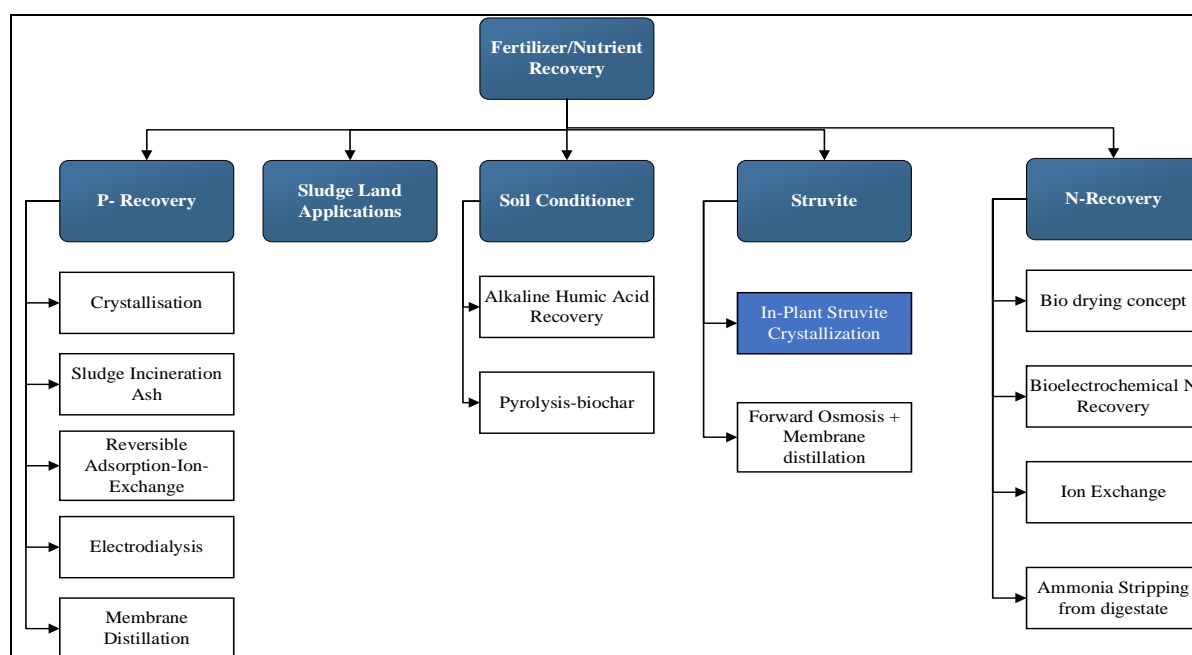 Fertilizer/Nutrient
Recovery
P- Recovery
Sludge Land
Applications
Soil Conditioner
Struvite
N-Recovery
Crystallisation
Sludge Incineration
Ash
Reversible
Adsorption-Ion-
Exchange
Electrodialysis
Membrane
Distillation
Alkaline Humic Acid
Recovery
Pyrolysis-biochar
In-Plant Struvite
Crystallization
Forward Osmosis +
Membrane
distillation
Bio drying concept
Bioelectrochemical N
Recovery
Ion Exchange
Ammonia Stripping
from digestate